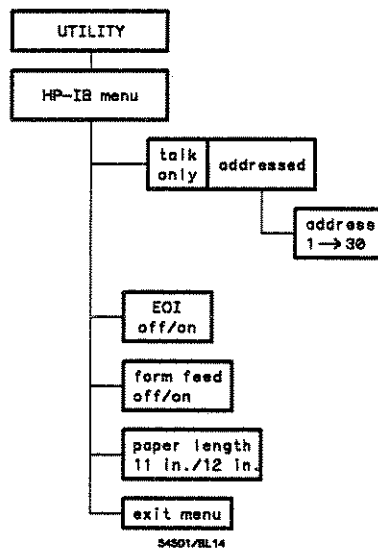 UTILITY
HP-IB menu
talk only
addressed
address
1→30
EOI
off/on
form feed
off/on
paper length
11 in./12 in.
exit menu
54501/BL14